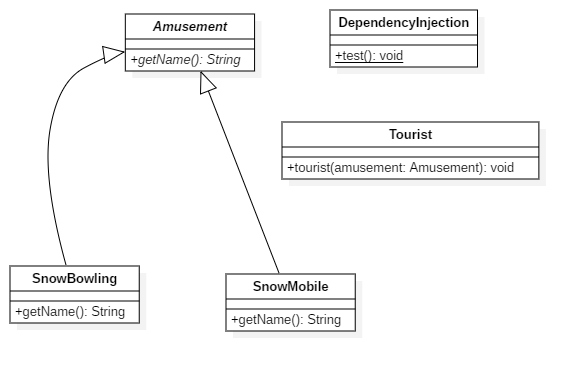 Amusement
+getName(): String
DependencyInjection
+test(): void
Tourist
+tourist(amusement: Amusement): void
SnowBowling
+getName(): String
SnowMobile
+getName(): String